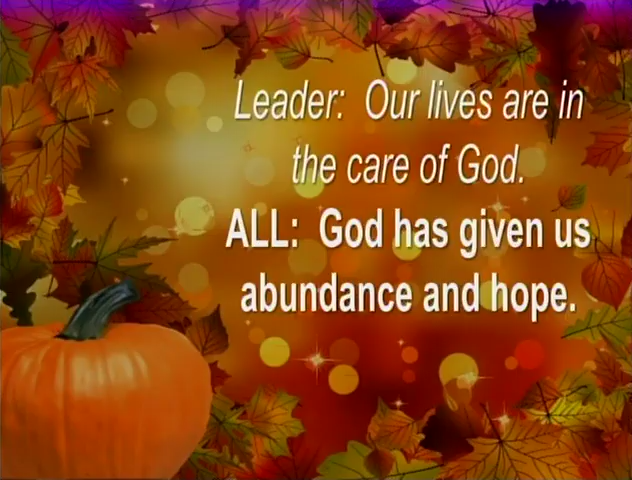 Leader:  Our lives are in
the care of God.
ALL:  God has given us
abundance and hope.